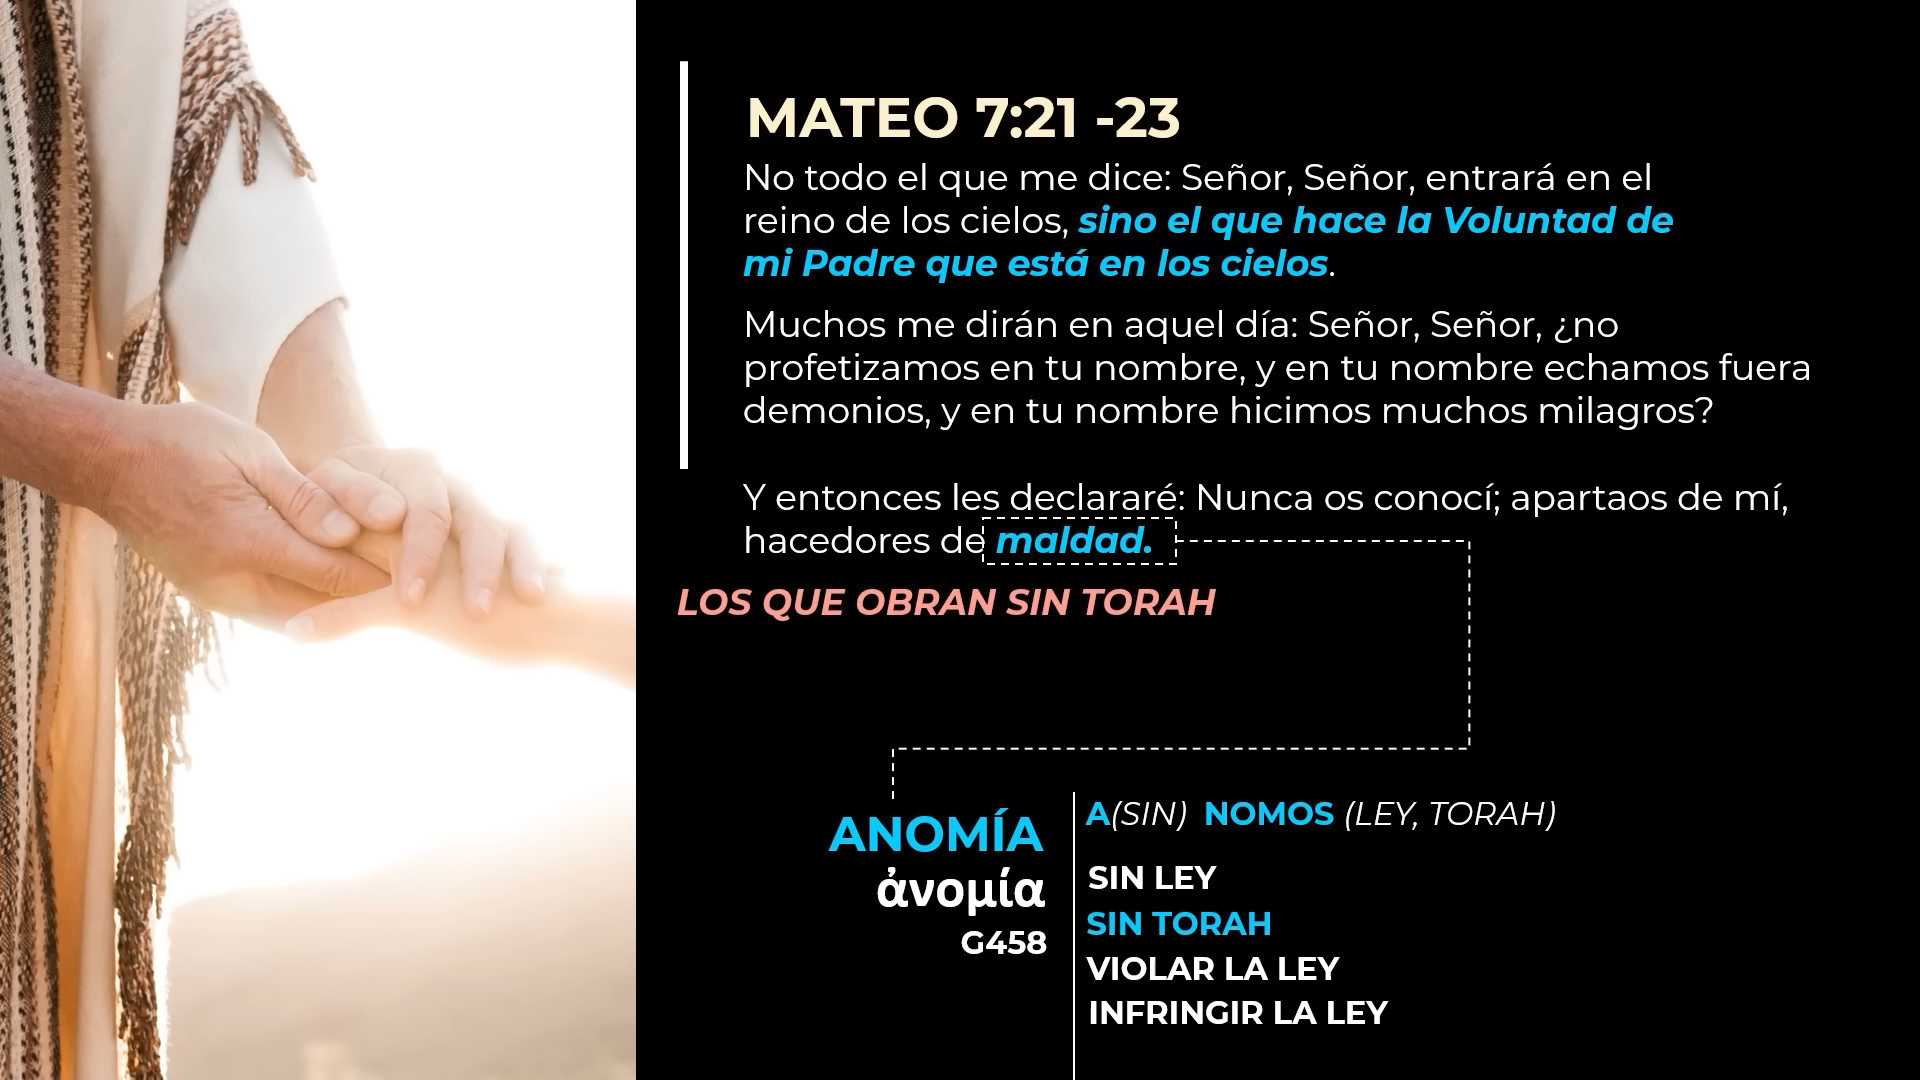 MATEO 7:21 -23
No todo el que me dice: Señor, Señor, entrará en el
reino de los cielos, sino el que hace la Voluntad de
mi Padre que está en los cielos.
Muchos me dirán en aquel día: Señor, Señor, ¿no
profetizamos en tu nombre, y en tu nombre echamos fuera
demonios, y en tu nombre hicimos muchos milagros?
Y entonces les declararé: Nunca os conocí; apartaos de mí,
hacedores de maldad.
LOS QUE OBRAN SIN TORAH
ANOMÍA
ἀνομία
G458
A(SIN) NOMOS (LEY, TORAH)
SIN LEY
SIN TORAH
VIOLAR LA LEY
INFRINGIR LA LEY